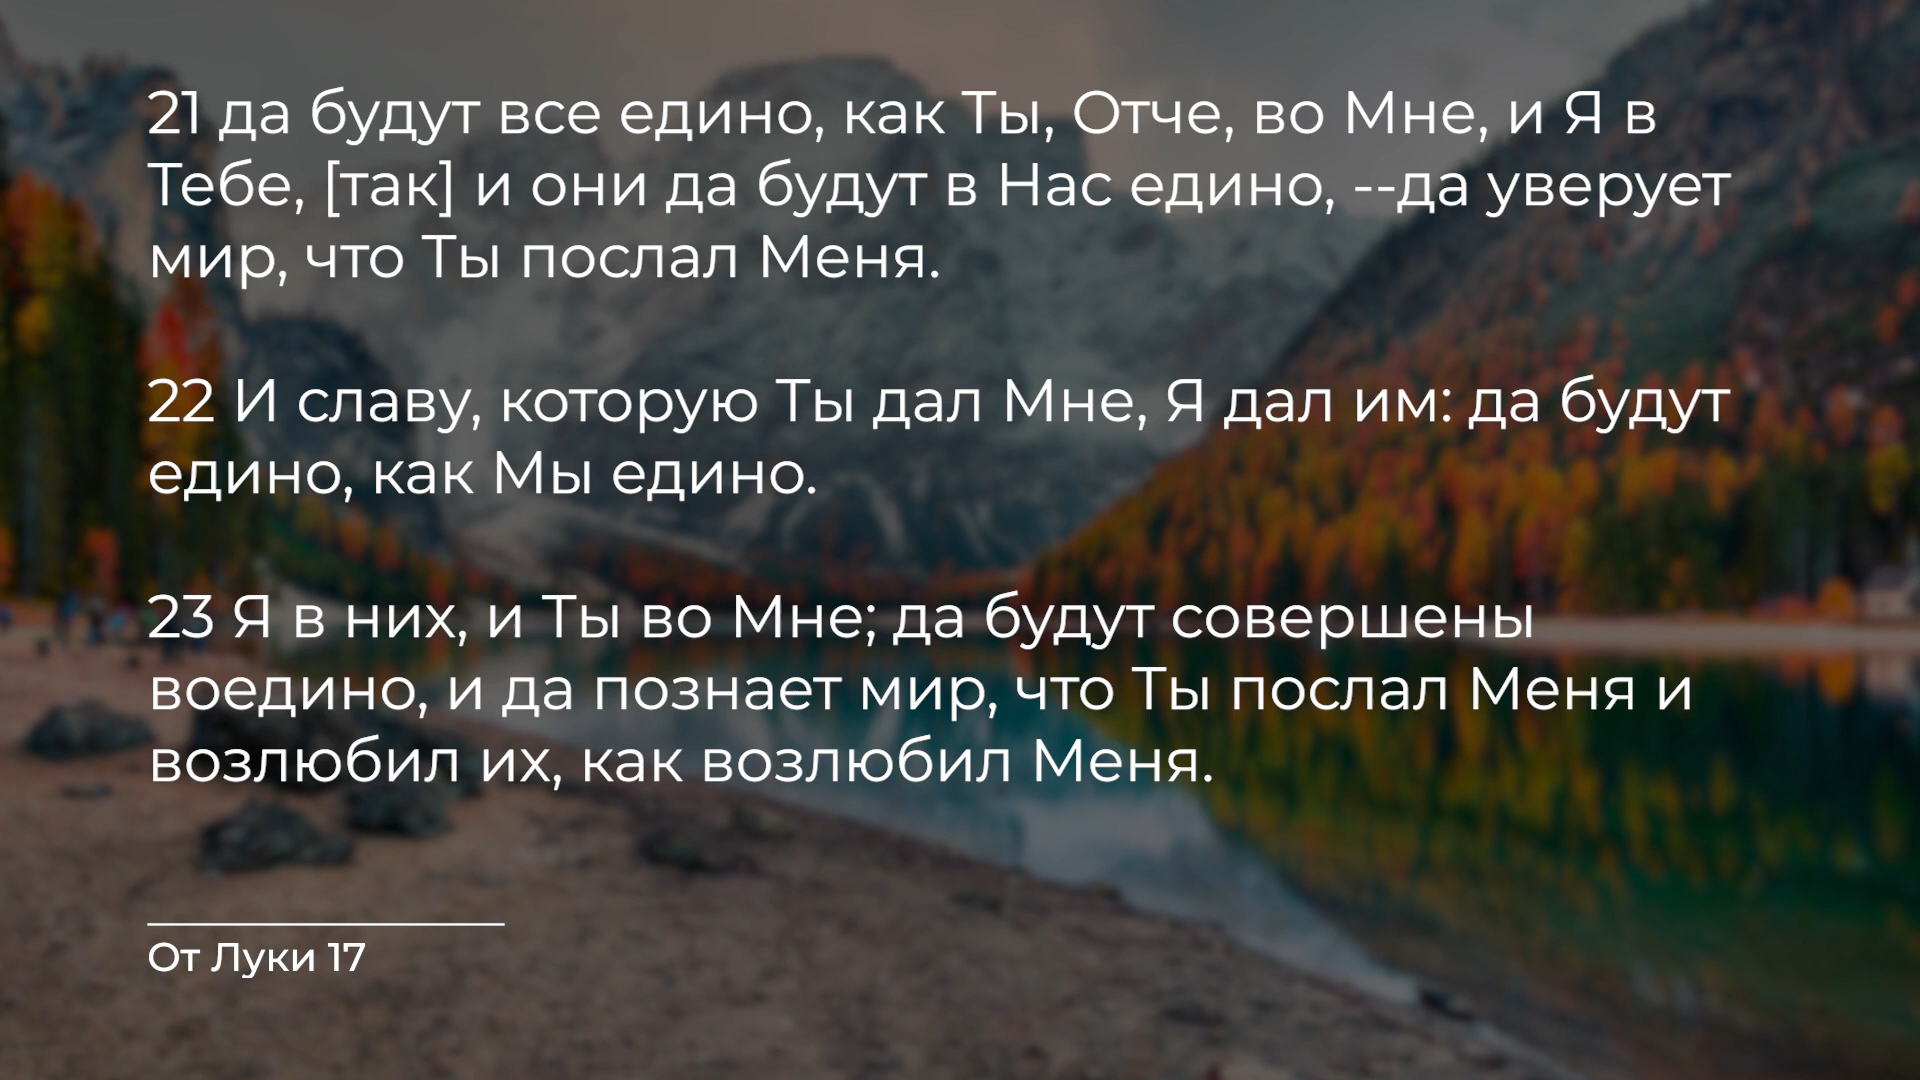 21 да будут все едино, как Ты, Отче, во Мне, и Я в
Тебе, [так] и они да будут в Нас едино, --да уверует
мир, что Ты послал Меня.
22 И славу, которую Ты дал Мне, Я дал им: да будут
едино, как Мы едино.
23 Я в них, и Ты во Мне; да будут совершены
воедино, и да познает мир, что Ты послал Меня и
возлюбил их, как возлюбил Меня.
От Луки 17